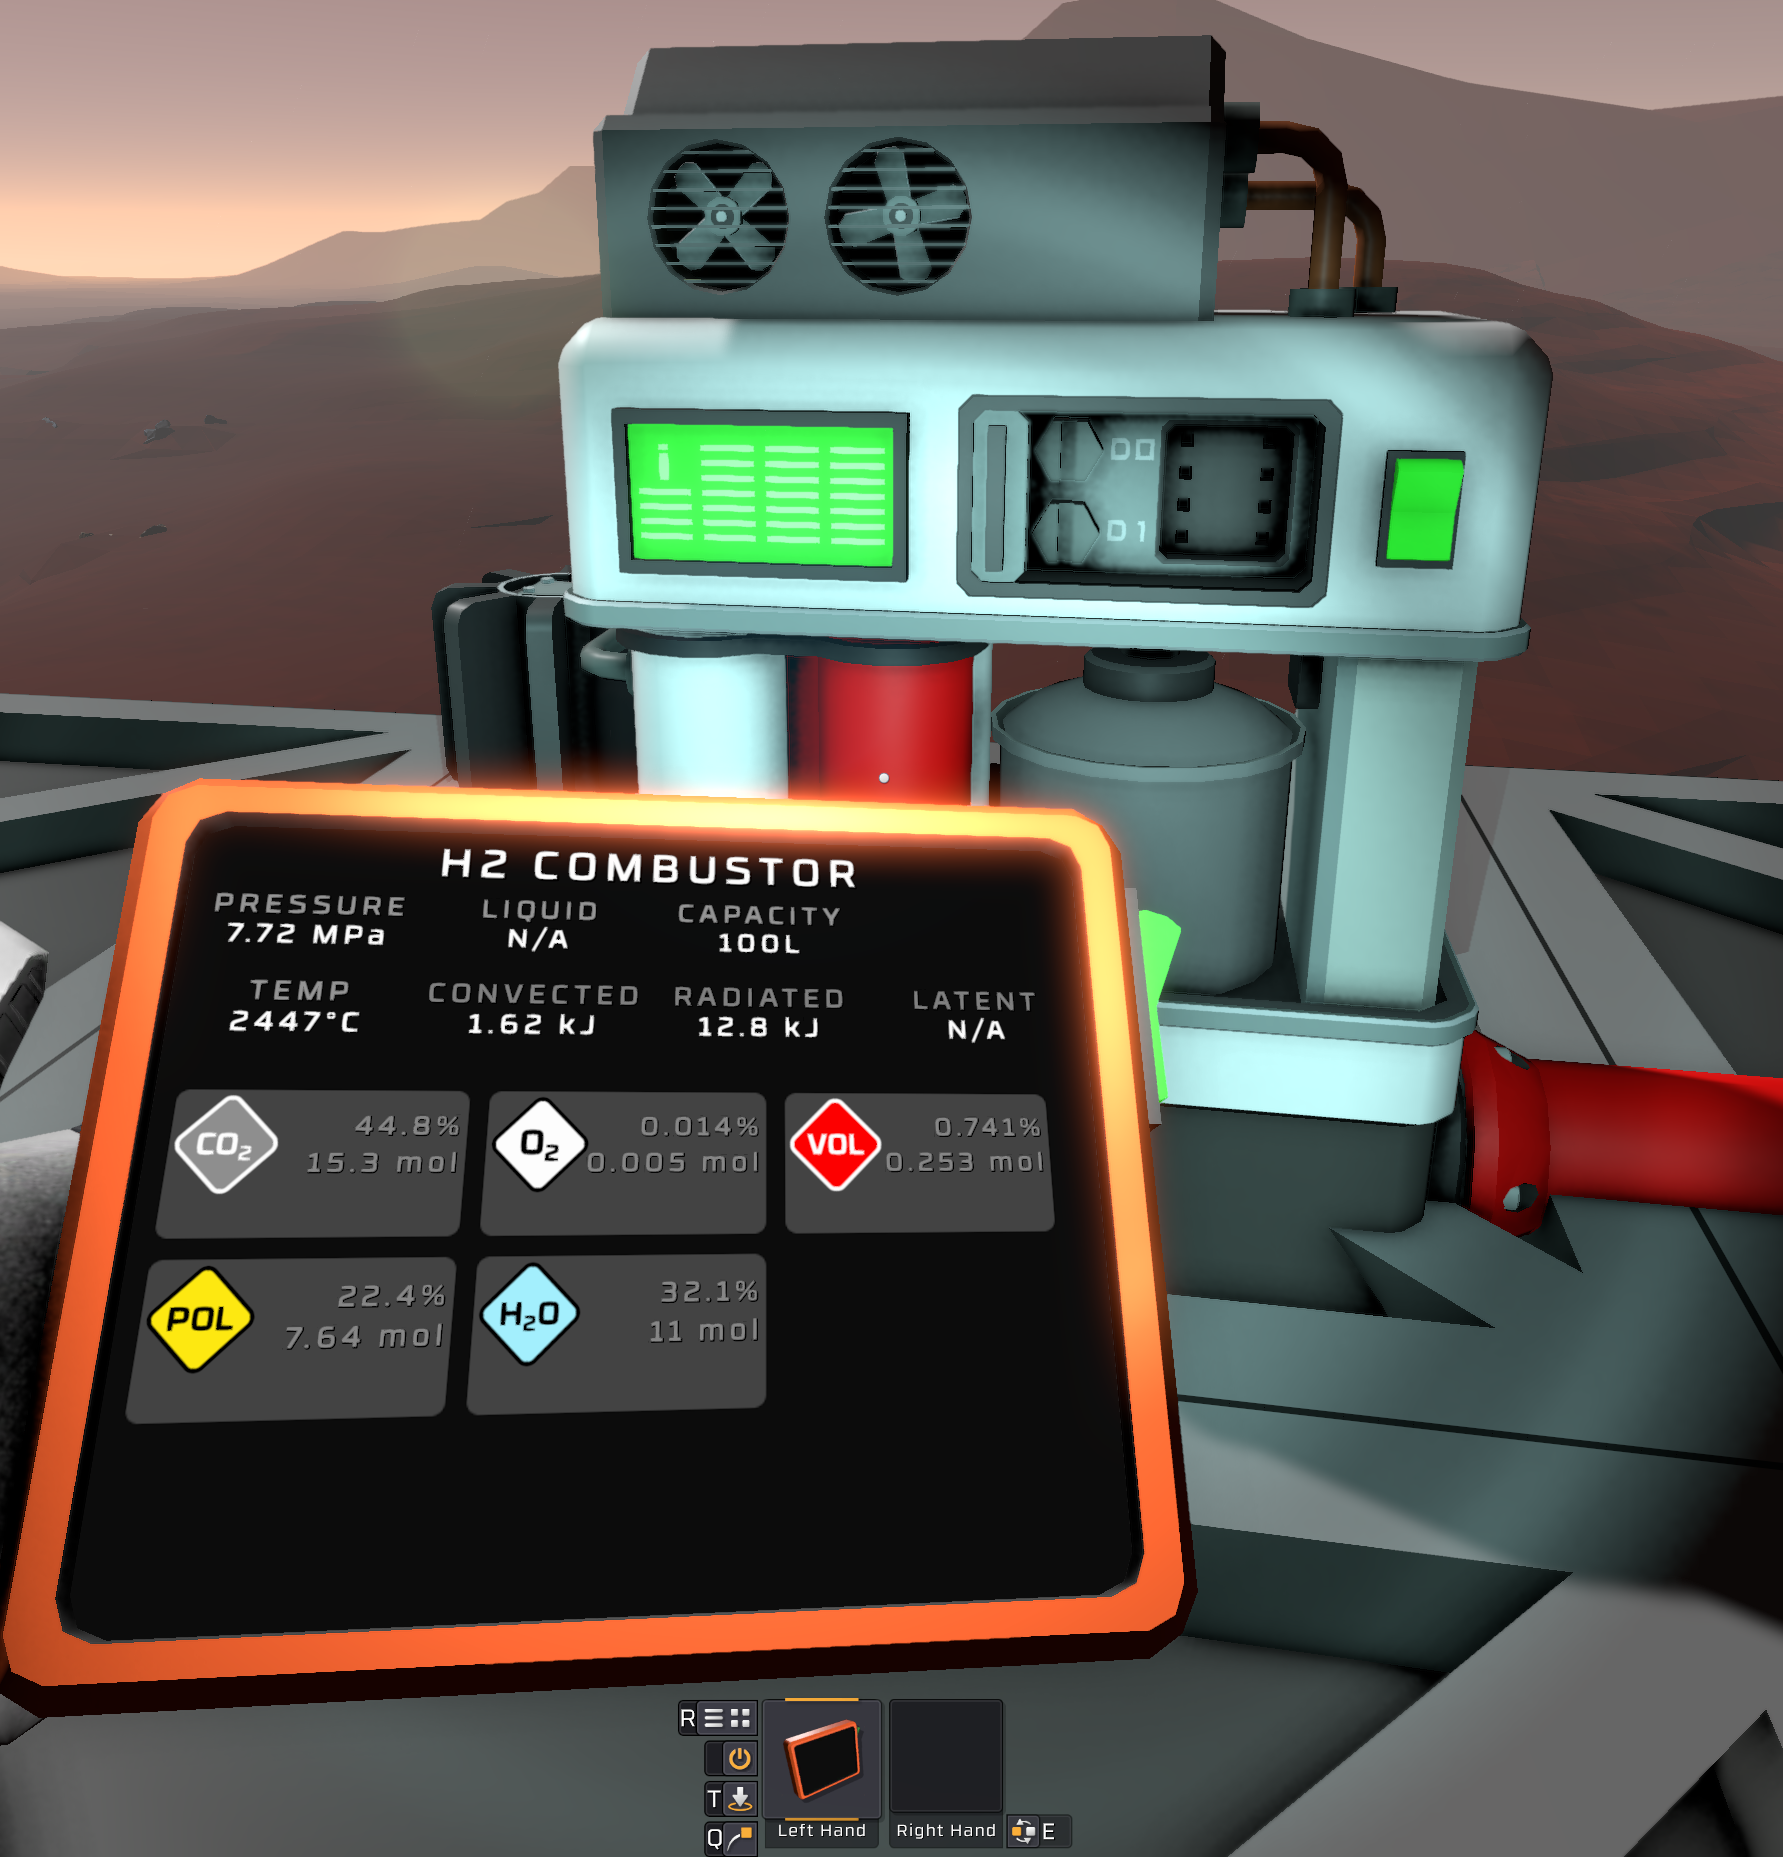 i
D0
D1
H2 COMBUSTOR
PRESSURE LIQUID CAPACITY
7.72 MPa N/A 100L
TEMP CONVECTED RADIATED LATENT
2447°C 1.62 kJ 12.8 kJ N/A
CO₂ 44.8% O₂ 0.014% VOL 0.741%
15.3 mol 0.005 mol 0.253 mol
POL 22.4% H₂O 32.1%
7.64 mol 11 mol
R
T
Q
Left Hand Right Hand E